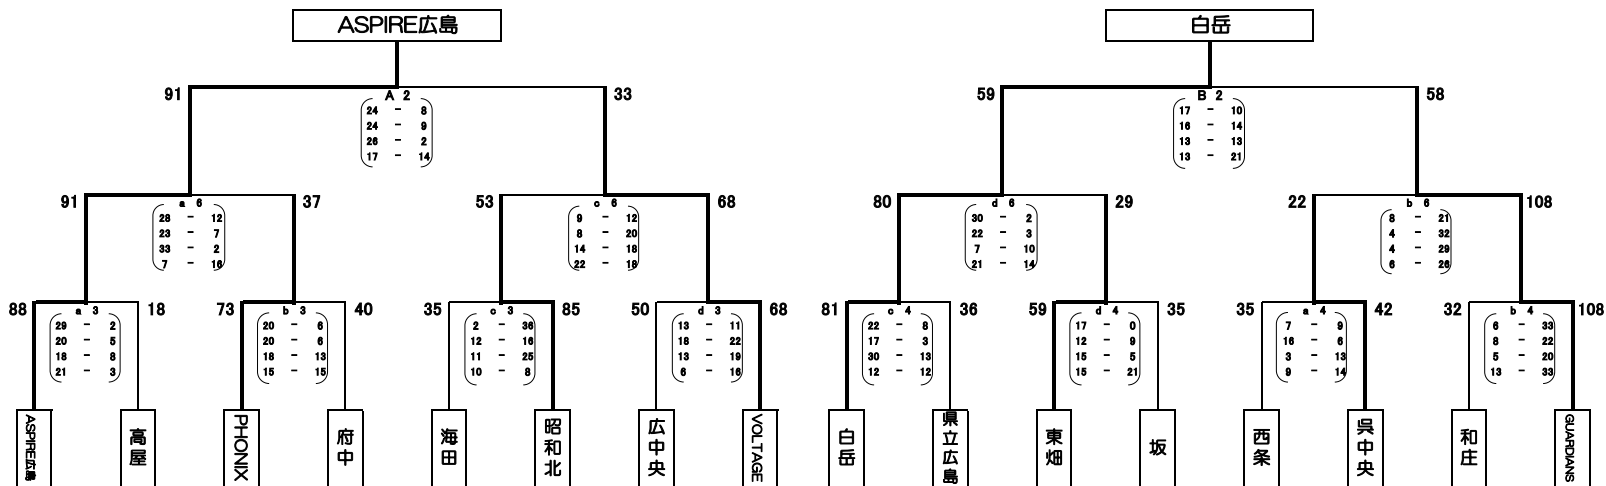 ASPIRE広島 白岳
91 33 59 58
A 2 B 2
24 - 8 17 - 10
24 - 9 16 - 14
26 - 2 13 - 13
17 - 14 13 - 21
91 37 53 68 80 29 22 108
a 6 c 6 d 6 b 6
28 - 12 9 - 12 30 - 2 8 - 21
23 - 7 8 - 20 22 - 3 4 - 32
33 - 2 14 - 18 7 - 10 4 - 29
7 - 16 22 - 18 21 - 14 6 - 26
88 18 73 40 35 85 50 68 81 36 59 35 35 42 32 108
a 3 b 3 c 3 d 3 c 4 d 4 a 4 b 4
29 - 2 20 - 6 2 - 36 13 - 11 22 - 8 17 - 0 7 - 9 6 - 33
20 - 5 20 - 6 12 - 16 18 - 22 17 - 3 12 - 9 16 - 6 8 - 22
18 - 8 18 - 13 11 - 25 13 - 19 30 - 13 15 - 5 3 - 13 5 - 20
21 - 3 15 - 15 10 - 8 6 - 16 12 - 12 15 - 21 9 - 14 13 - 33
ASPIRE広島
高屋
PHONIX
府中
海田
昭和北
広中央
VOLTAGE
白岳
県立広島
東畑
坂
西条
呉中央
和庄
GUARDIANS